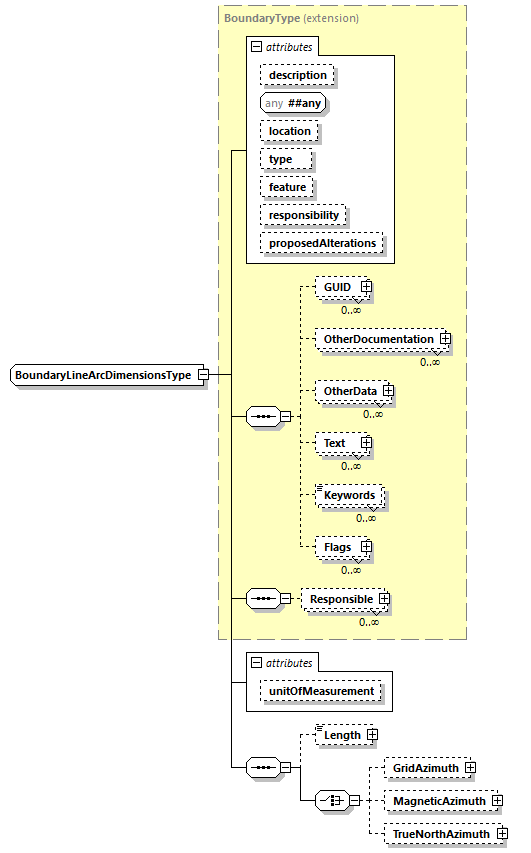 BoundaryType (extension)
attributes
description
any ##any
location
type
feature
responsibility
proposedAlterations
GUID
0..∞
OtherDocumentation
0..∞
BoundaryLineArcDimensionsType
OtherData
0..∞
Text
0..∞
Keywords
0..∞
Flags
0..∞
Responsible
0..∞
attributes
unitOfMeasurement
Length
GridAzimuth
MagneticAzimuth
TrueNorthAzimuth